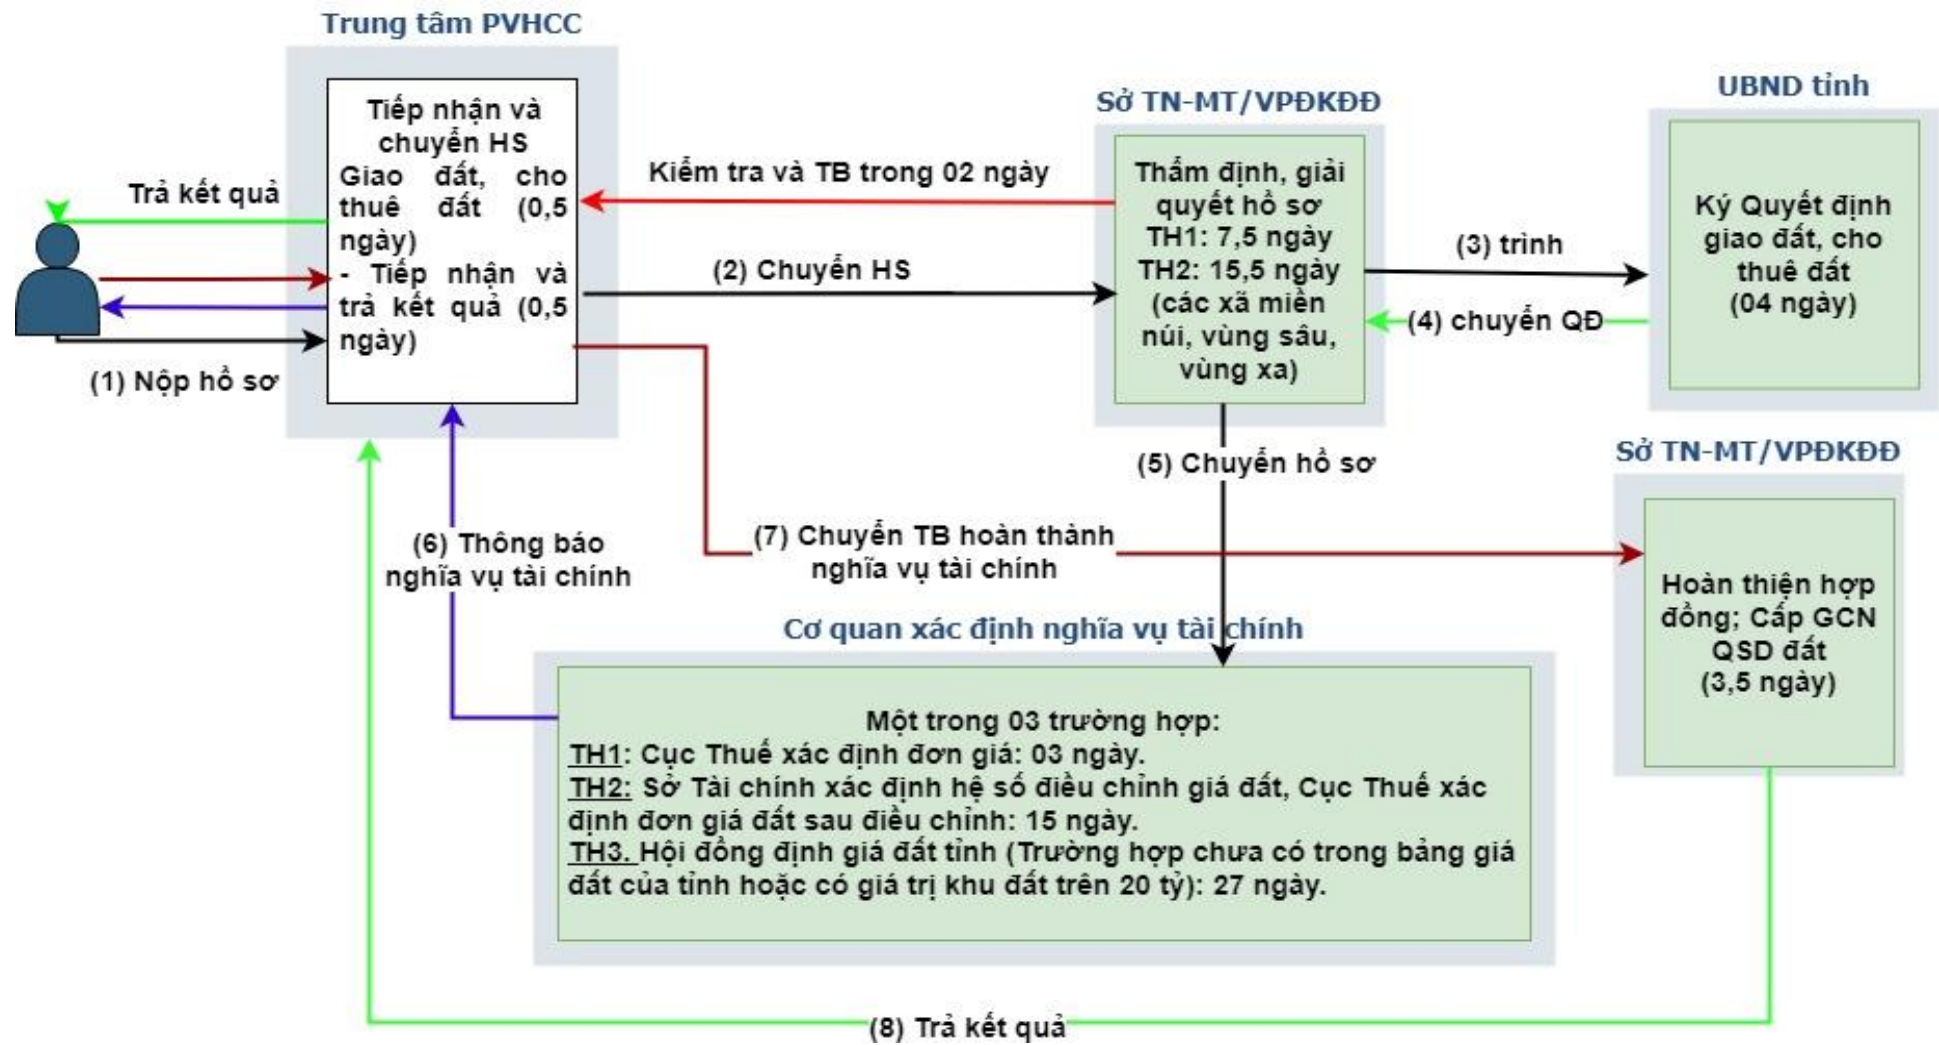 Trung tâm PVHCC
Tiếp nhận và
chuyển HS
Giao đất, cho
thuê đất (0,5
ngày)
- Tiếp nhận và
trả kết quả (0,5
ngày)
Trả kết quả
(1) Nộp hồ sơ
Kiểm tra và TB trong 02 ngày
(2) Chuyển HS
Sở TN-MT/VPĐKĐĐ
Thẩm định, giải
quyết hồ sơ
TH1: 7,5 ngày
TH2: 15,5 ngày
(các xã miền
núi, vùng sâu,
vùng xa)
(3) trình
(4) chuyển QĐ
UBND tỉnh
Ký Quyết định
giao đất, cho
thuê đất
(04 ngày)
(5) Chuyển hồ sơ
(6) Thông báo
nghĩa vụ tài chính
(7) Chuyển TB hoàn thành
nghĩa vụ tài chính
Sở TN-MT/VPĐKĐĐ
Hoàn thiện hợp
đồng; Cấp GCN
QSD đất
(3,5 ngày)
Cơ quan xác định nghĩa vụ tài chính
Một trong 03 trường hợp:
TH1: Cục Thuế xác định đơn giá: 03 ngày.
TH2: Sở Tài chính xác định hệ số điều chỉnh giá đất, Cục Thuế xác
định đơn giá đất sau điều chỉnh: 15 ngày.
TH3. Hội đồng định giá đất tỉnh (Trường hợp chưa có trong bảng giá
đất của tỉnh hoặc có giá trị khu đất trên 20 tỷ): 27 ngày.
(8) Trả kết quả